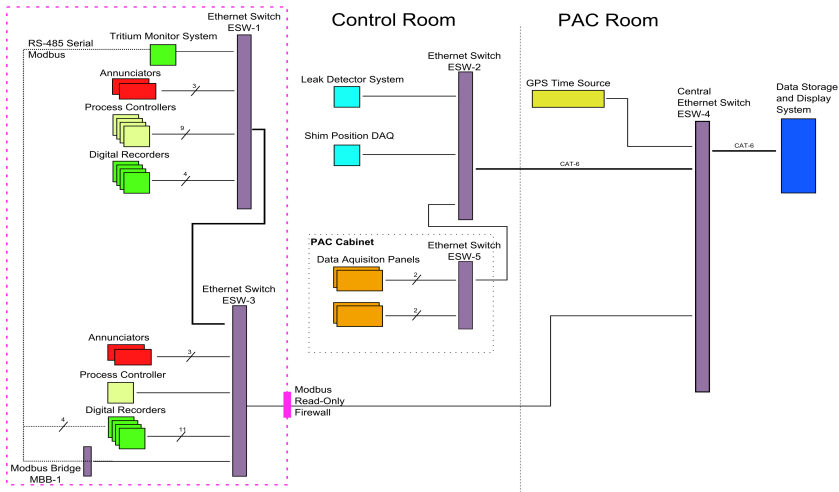 Ethernet Switch
ESW-1
Control Room
PAC Room
RS-485 Serial
Modbus
Tritium Monitor System
Annunciators
3
Process Controllers
9
Digital Recorders
4
Ethernet Switch
ESW-2
Leak Detector System
Shim Position DAQ
CAT-6
GPS Time Source
Central
Ethernet Switch
ESW-4
CAT-6
Data Storage
and Display
System
PAC Cabinet
Data Aquisiton Panels
2
2
Ethernet Switch
ESW-5
Ethernet Switch
ESW-3
Annunciators
3
Process Controller
Digital Recorders
4
11
Modbus Bridge
MBB-1
Modbus
Read-Only
Firewall